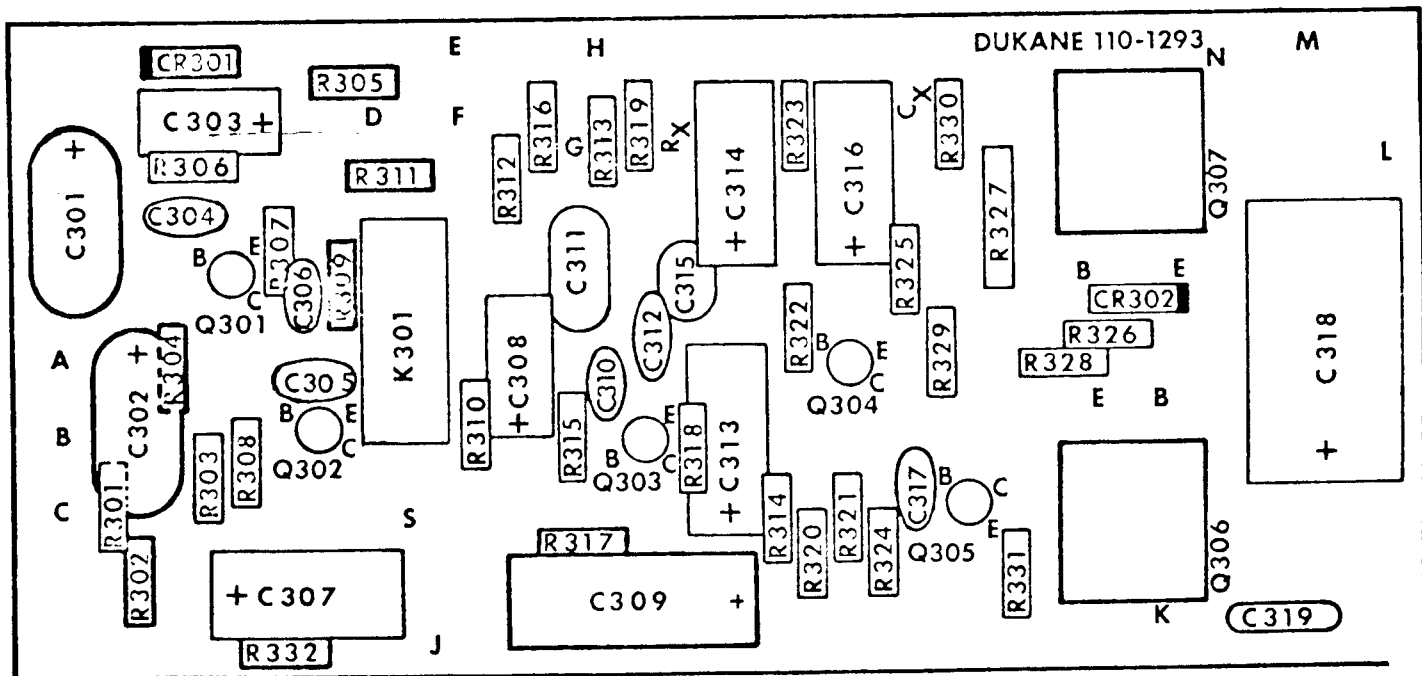 DUKANE 110-1293
M
E
H
N
CR301
R305
C303 +
D
F
R316
G
R313
R319
RX
R323
CX
R330
Q307
L
R306
R311
R312
+ C301
C304
C314 +
C316 +
R327
R307
B
E
C
Q301
C306
R309
C311
C315
R325
B
E
CR302
C318 +
A
C302 +
R304
C305
K301
C308 +
C312
R322
B
E
C
Q304
R329
R326
R328
E
B
B
B
E
C
Q302
R310
C310
R315
B
E
C
Q303
R318
C313 +
C
R301
R303
R308
S
R314
R321
C317
B
C
E
Q305
R302
R317
R320
R324
R331
Q306
+ C307
C309 +
K
C319
R332
J